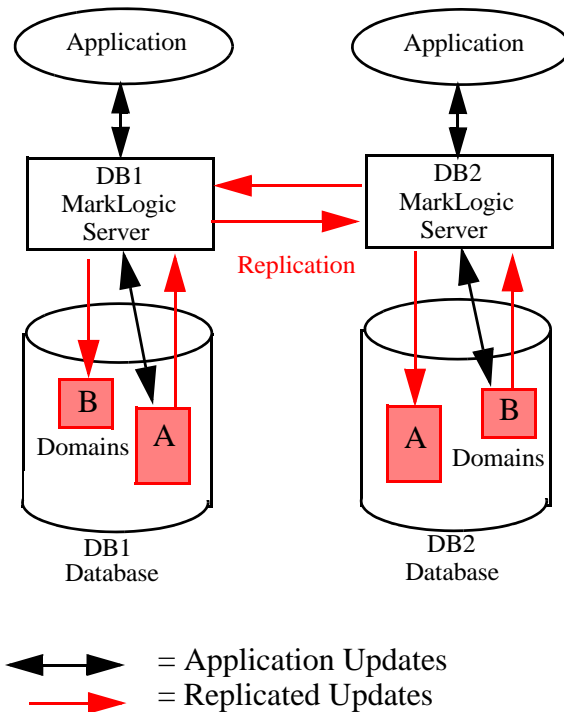 Application
Application
DB1
MarkLogic
Server
DB2
MarkLogic
Server
Replication
B
A
Domains
A
B
Domains
DB1
Database
DB2
Database
= Application Updates
= Replicated Updates